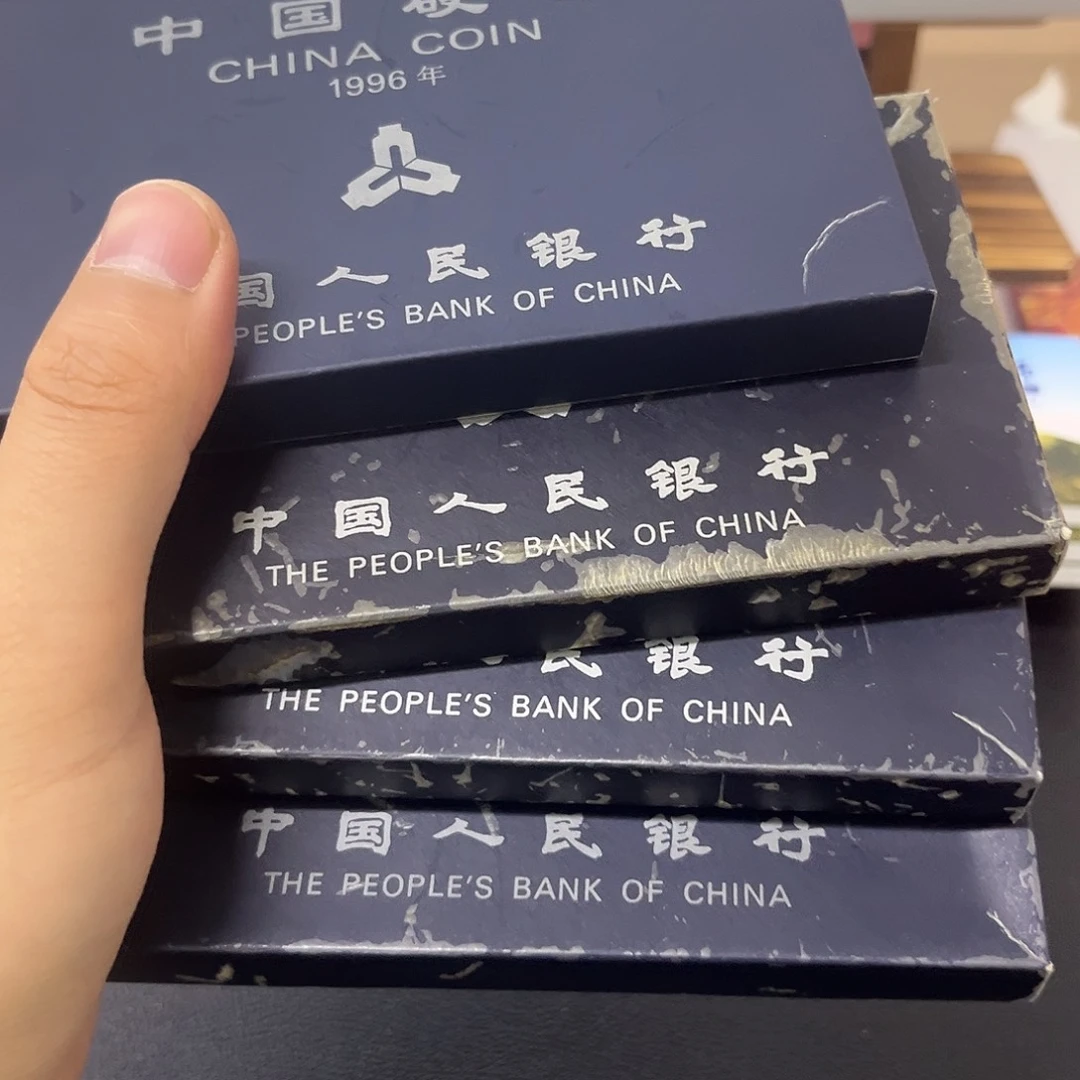 中国硬
CHINA COIN
1996年
国人民银行
PEOPLE'S BANK OF CHINA
中国人民银行
THE PEOPLE'S BANK OF CHINA
民银行
THE PEOPLE'S BANK OF CHINA
中国人民银行
THE PEOPLE'S BANK OF CHINA